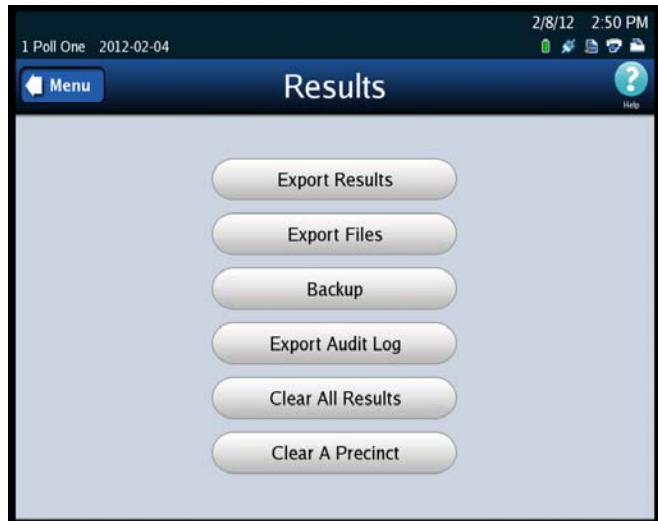 2/8/12 2:50 PM
1 Poll One 2012-02-04
Menu
Results
?
Help
Export Results
Export Files
Backup
Export Audit Log
Clear All Results
Clear A Precinct